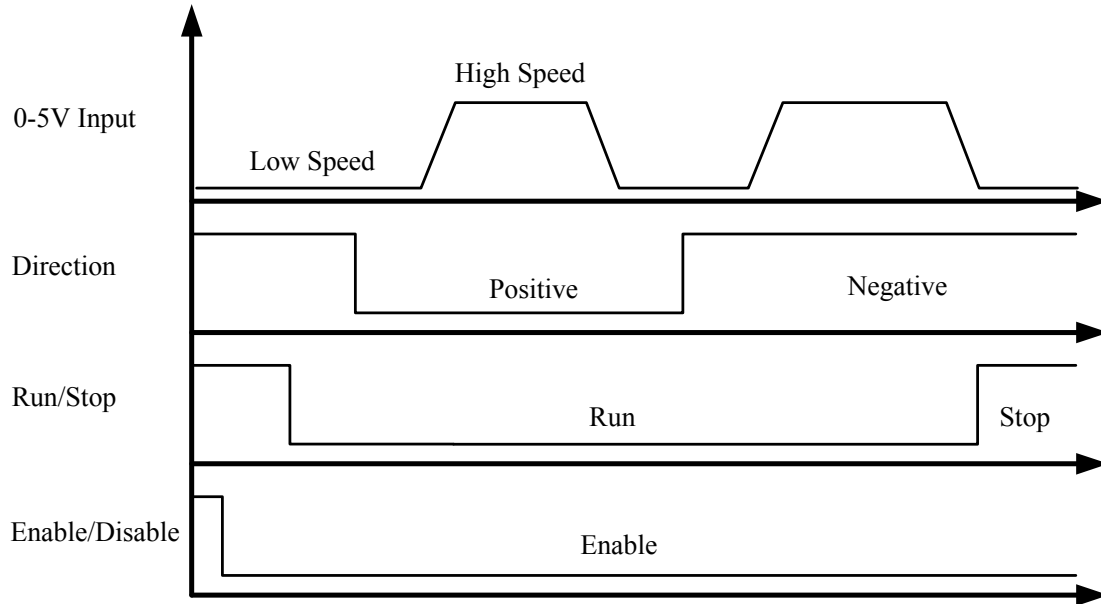 High Speed
0-5V Input
Low Speed
Direction
Positive
Negative
Run/Stop
Run
Stop
Enable/Disable
Enable